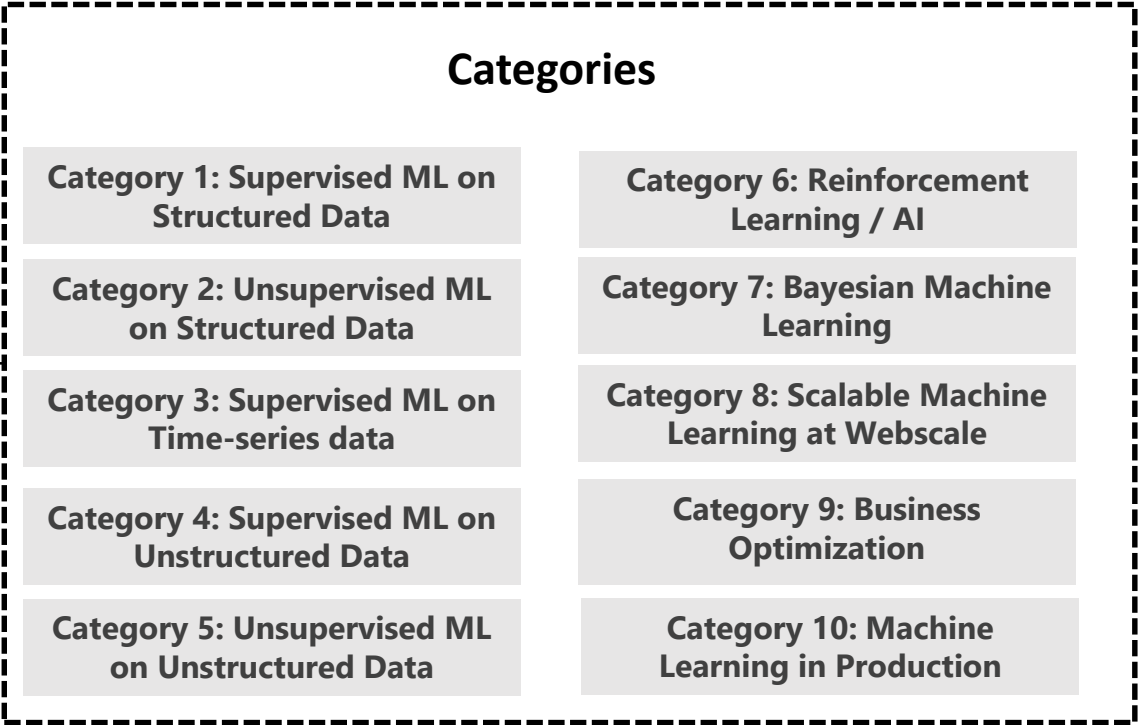 Categories
Category 1: Supervised ML on
Structured Data
Category 2: Unsupervised ML
on Structured Data
Category 3: Supervised ML on
Time-series data
Category 4: Supervised ML on
Unstructured Data
Category 5: Unsupervised ML
on Unstructured Data
Category 6: Reinforcement
Learning / AI
Category 7: Bayesian Machine
Learning
Category 8: Scalable Machine
Learning at Webscale
Category 9: Business
Optimization
Category 10: Machine
Learning in Production